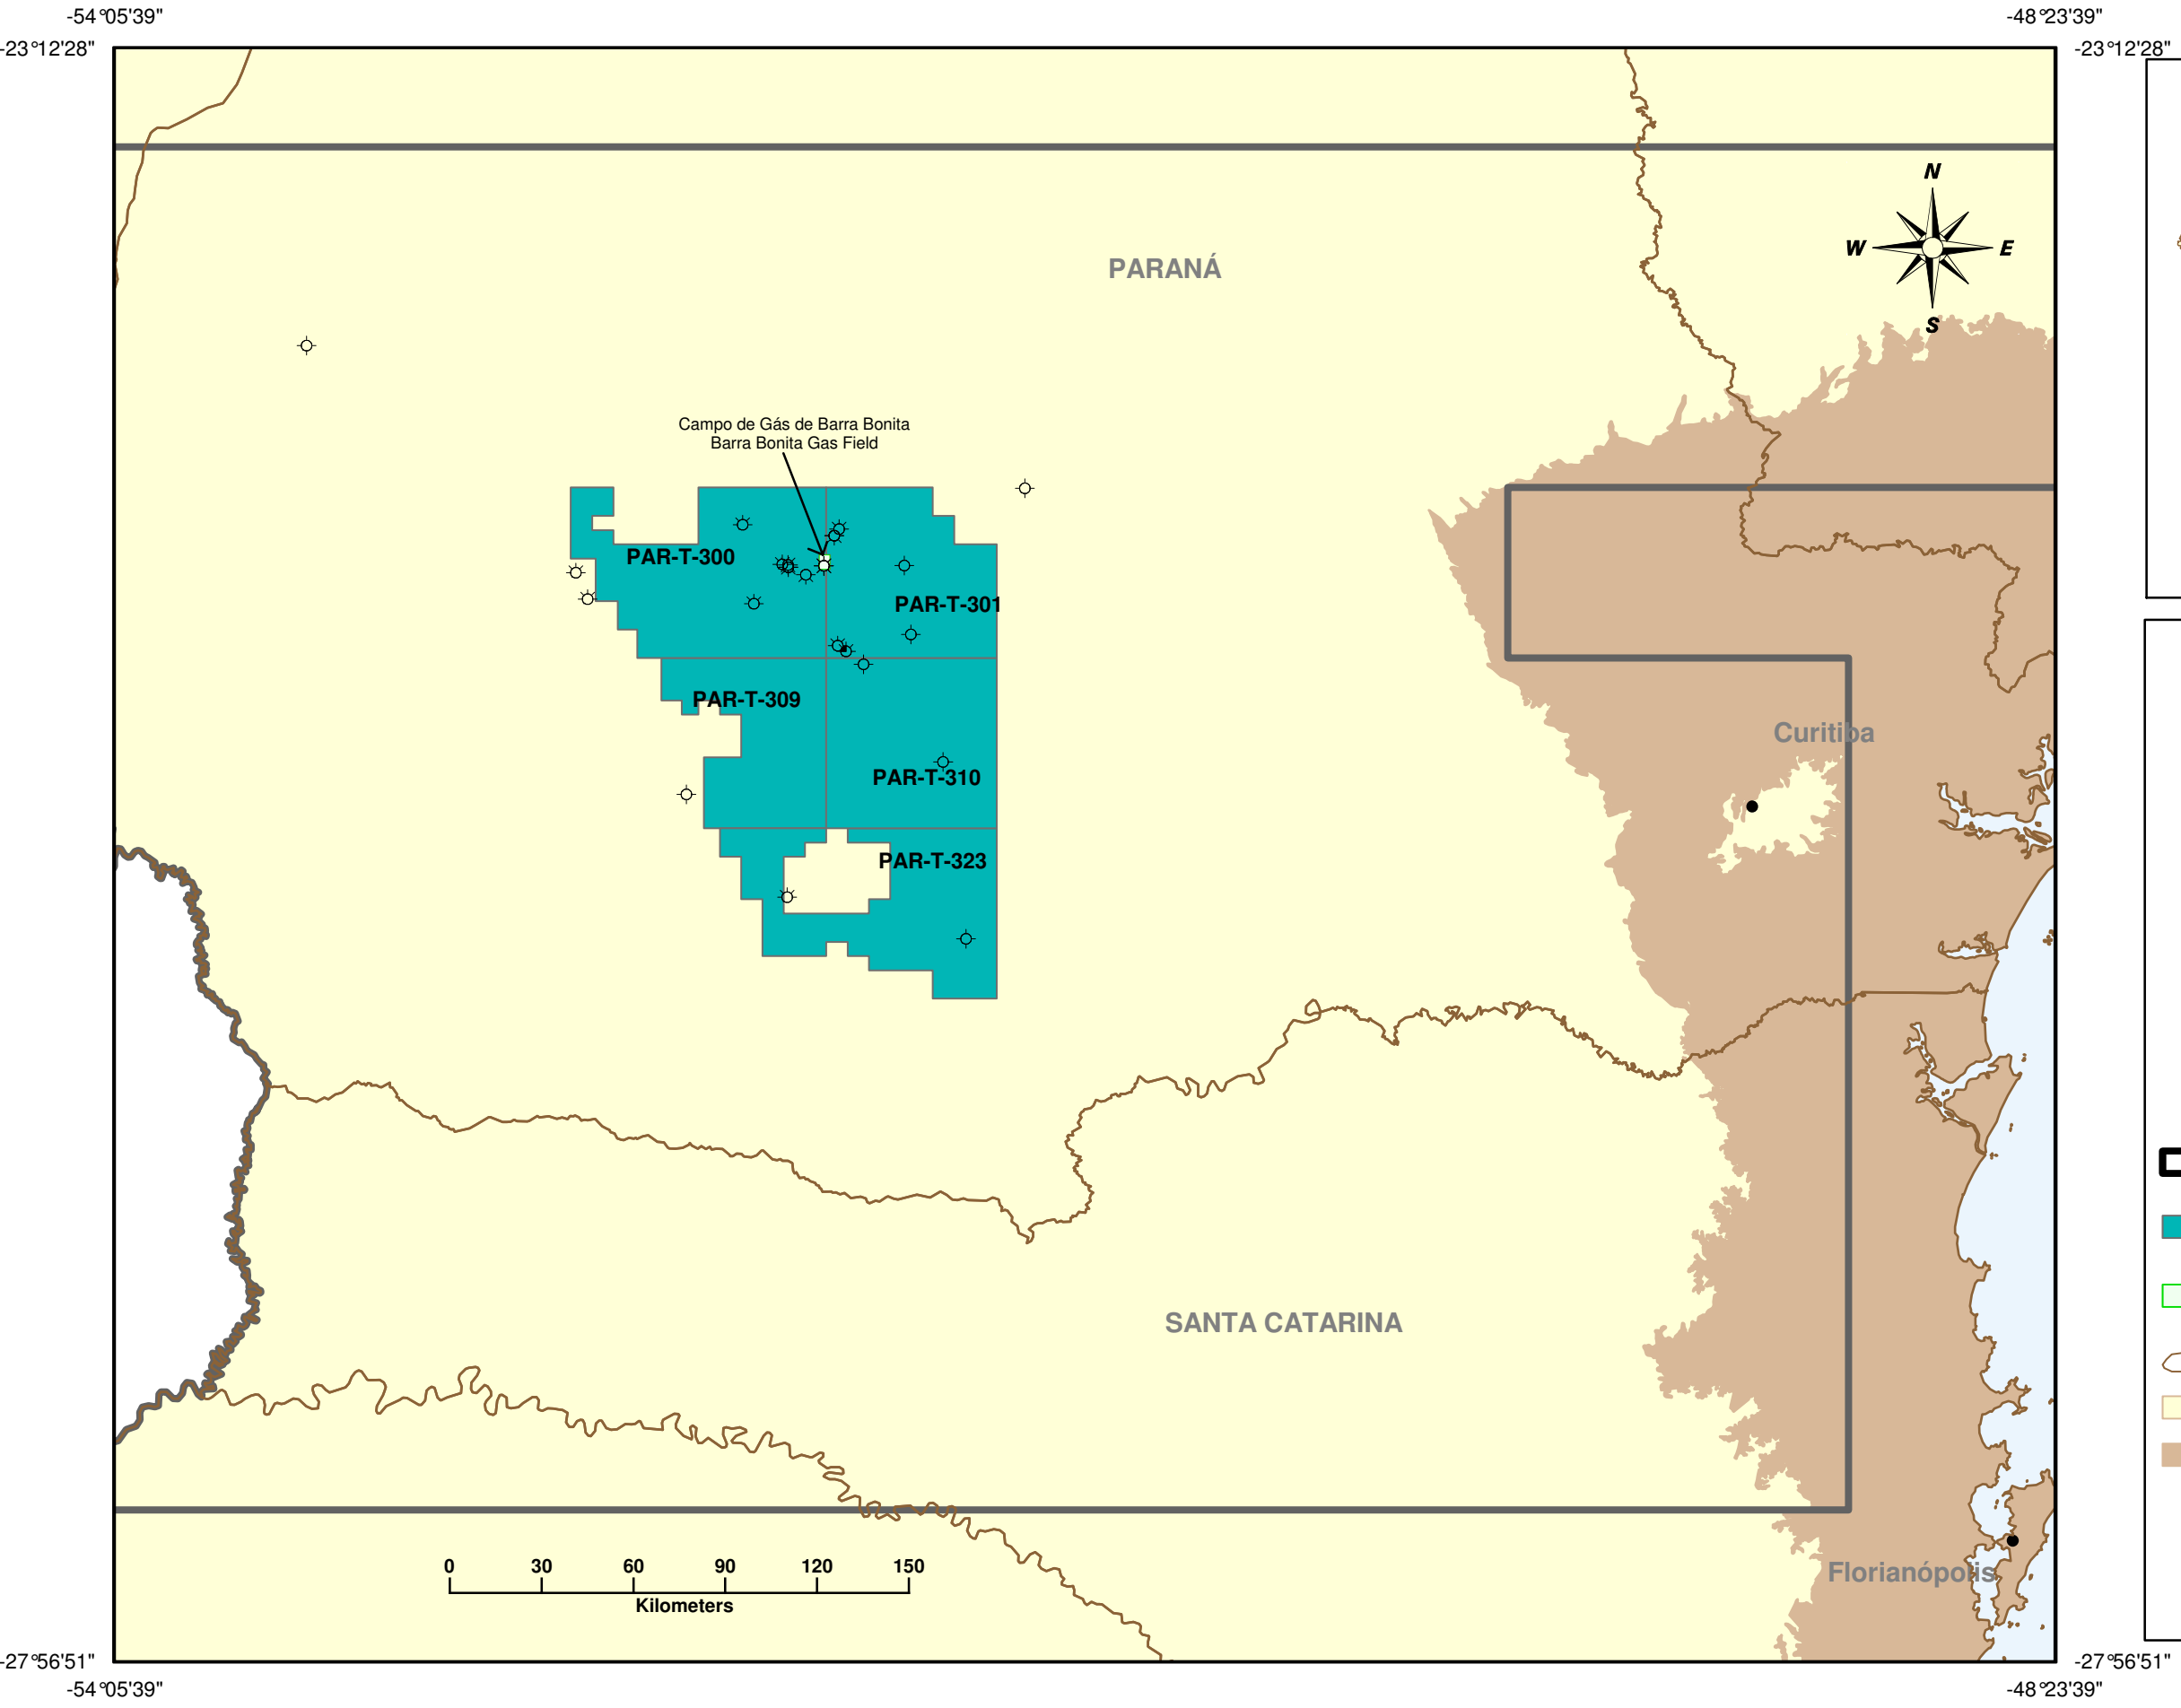 -54°05'39"
-48°23'39"
-23°12'28"
-23°12'28"
N
W
E
S
PARANÁ
Campo de Gás de Barra Bonita
Barra Bonita Gas Field
PAR-T-300
PAR-T-301
PAR-T-309
Curitiba
PAR-T-310
PAR-T-323
SANTA CATARINA
0 30 60 90 120 150
Kilometers
Florianópolis
-27°56'51"
-27°56'51"
-54°05'39"
-48°23'39"